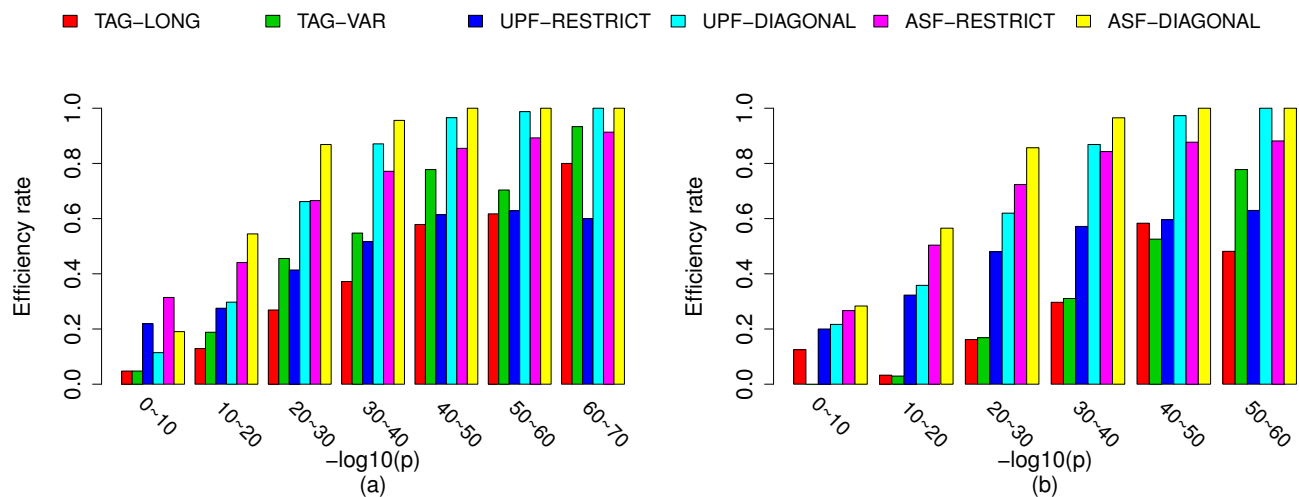 TAG−LONG TAG−VAR UPF−RESTRICT UPF−DIAGONAL ASF−RESTRICT ASF−DIAGONAL
Efficiency rate
0.0 0.2 0.4 0.6 0.8 1.0
0~10 10~20 20~30 30~40 40~50 50~60 60~70
−log10(p)
(a)
Efficiency rate
0.0 0.2 0.4 0.6 0.8 1.0
0~10 10~20 20~30 30~40 40~50 50~60
−log10(p)
(b)